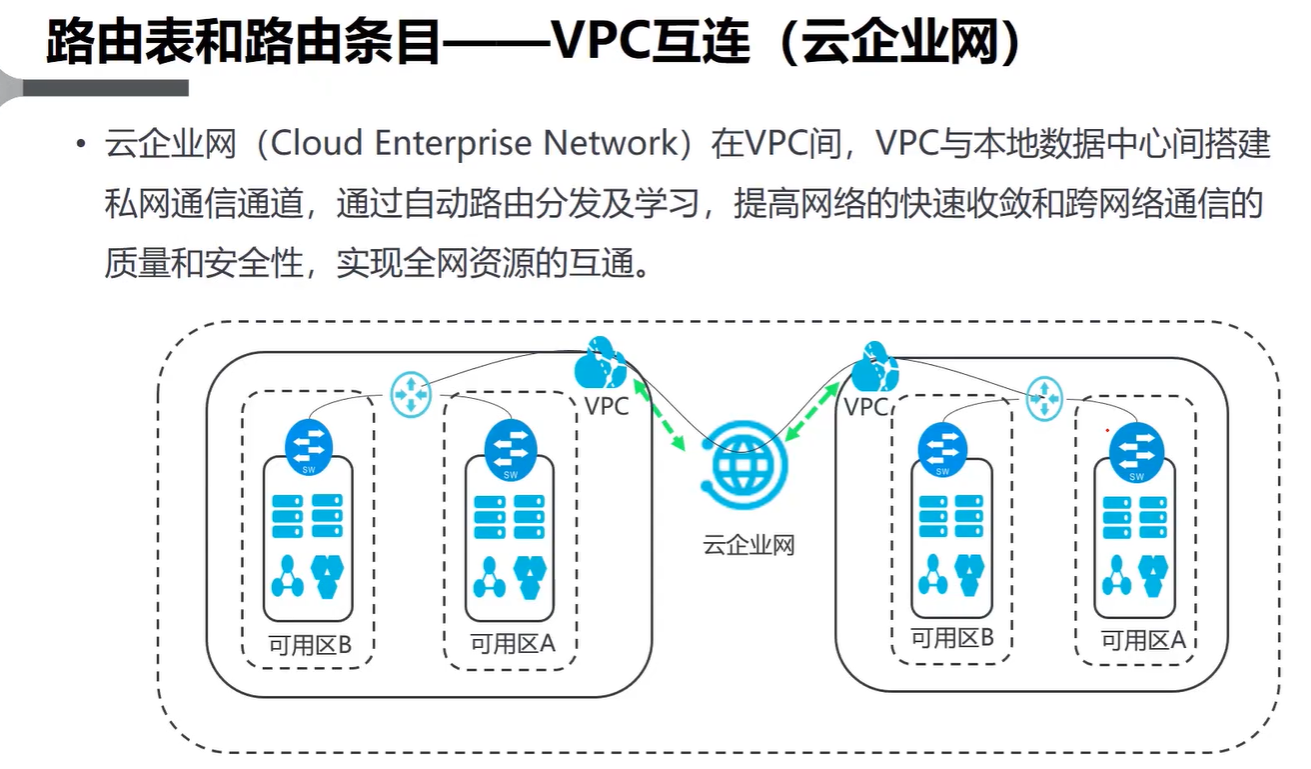 路由表和路由条目——VPC互连（云企业网）
• 云企业网（Cloud Enterprise Network）在VPC间，VPC与本地数据中心间搭建
私网通信通道，通过自动路由分发及学习，提高网络的快速收敛和跨网络通信的
质量和安全性，实现全网资源的互通。
VPC
VPC
SW
SW
SW
SW
云企业网
可用区B
可用区A
可用区B
可用区A